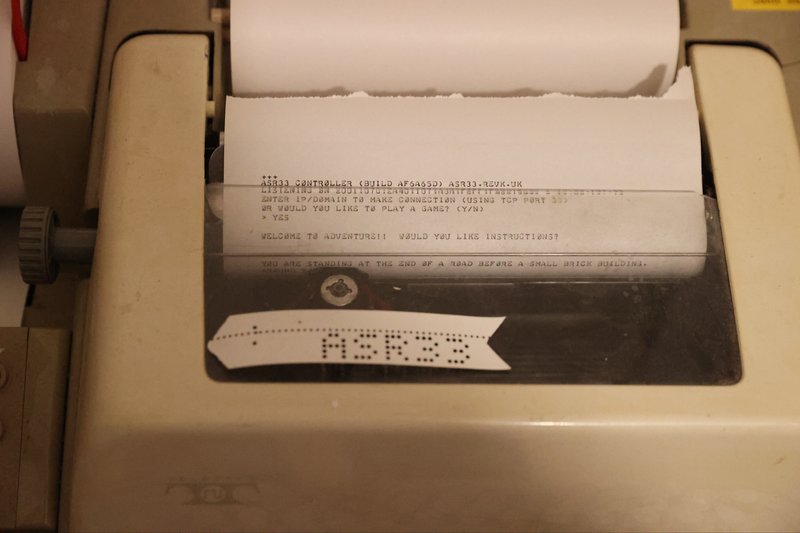 +++
ASR33 CONTROLLER (BUILD AF6A65D) ASR33.REVK.UK
LISTENING ON
ENTER IP/DOMAIN TO MAKE CONNECTION (USING TCP PORT
OR WOULD YOU LIKE TO PLAY A GAME? (Y/N)
> YES
WELCOME TO ADVENTURE!! WOULD YOU LIKE INSTRUCTIONS?
YOU ARE STANDING AT THE END OF A ROAD BEFORE A SMALL BRICK BUILDING.
ASR33